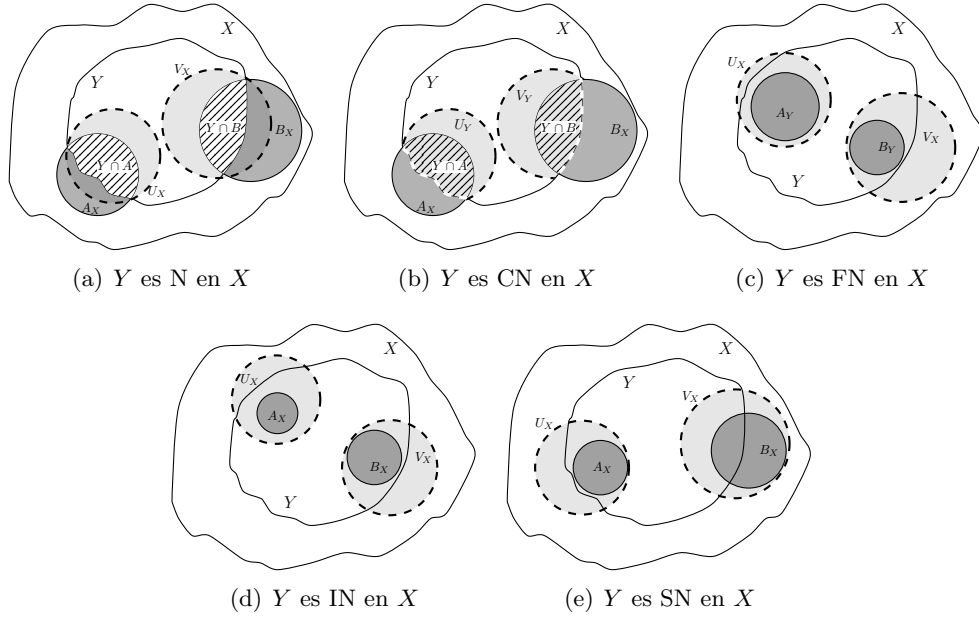 X
Y
V_X
Y ∩ B
B_X
Y ∩ A
U_X
A_X
(a) Y es N en X
X
Y
V_Y
U_Y
Y ∩ B
B_X
Y ∩ A
A_X
(b) Y es CN en X
X
U_X
A_Y
B_Y
V_X
Y
(c) Y es FN en X
X
U_X
A_X
B_X
V_X
Y
(d) Y es IN en X
X
Y
V_X
U_X
B_X
A_X
(e) Y es SN en X